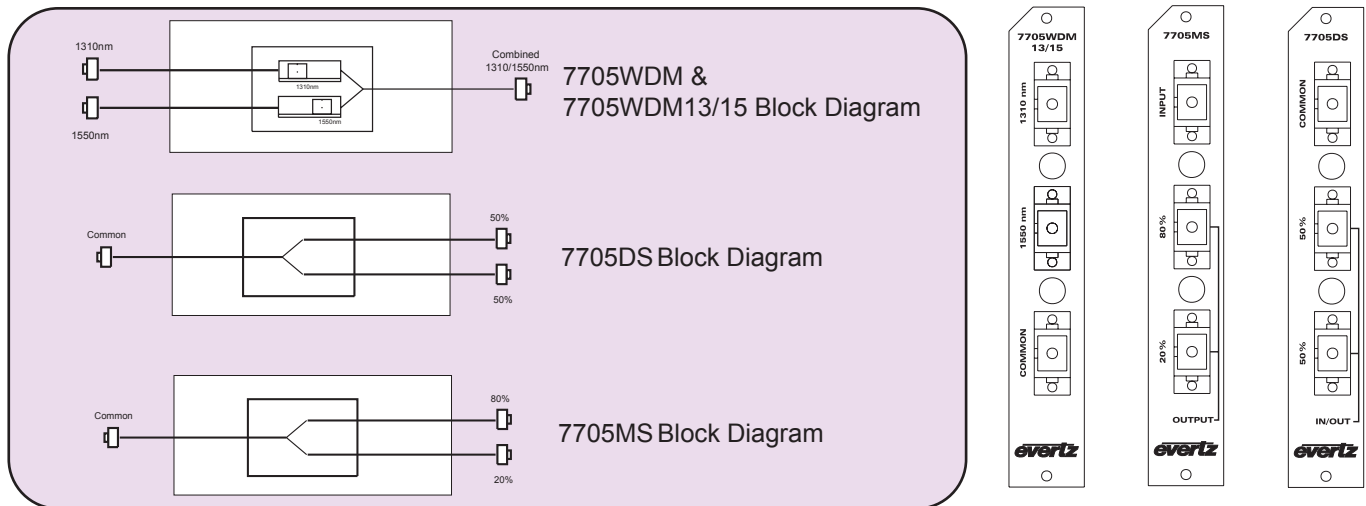 1310nm
1550nm
1310nm
1550nm
Combined
1310/1550nm
7705WDM &
7705WDM13/15 Block Diagram
Common
50%
50%
7705DS Block Diagram
Common
80%
20%
7705MS Block Diagram
7705WDM
13/15
1310 nm
1550 nm
COMMON
evertz
7705MS
INPUT
80%
20%
OUTPUT
evertz
7705DS
COMMON
50%
50%
IN/OUT
evertz